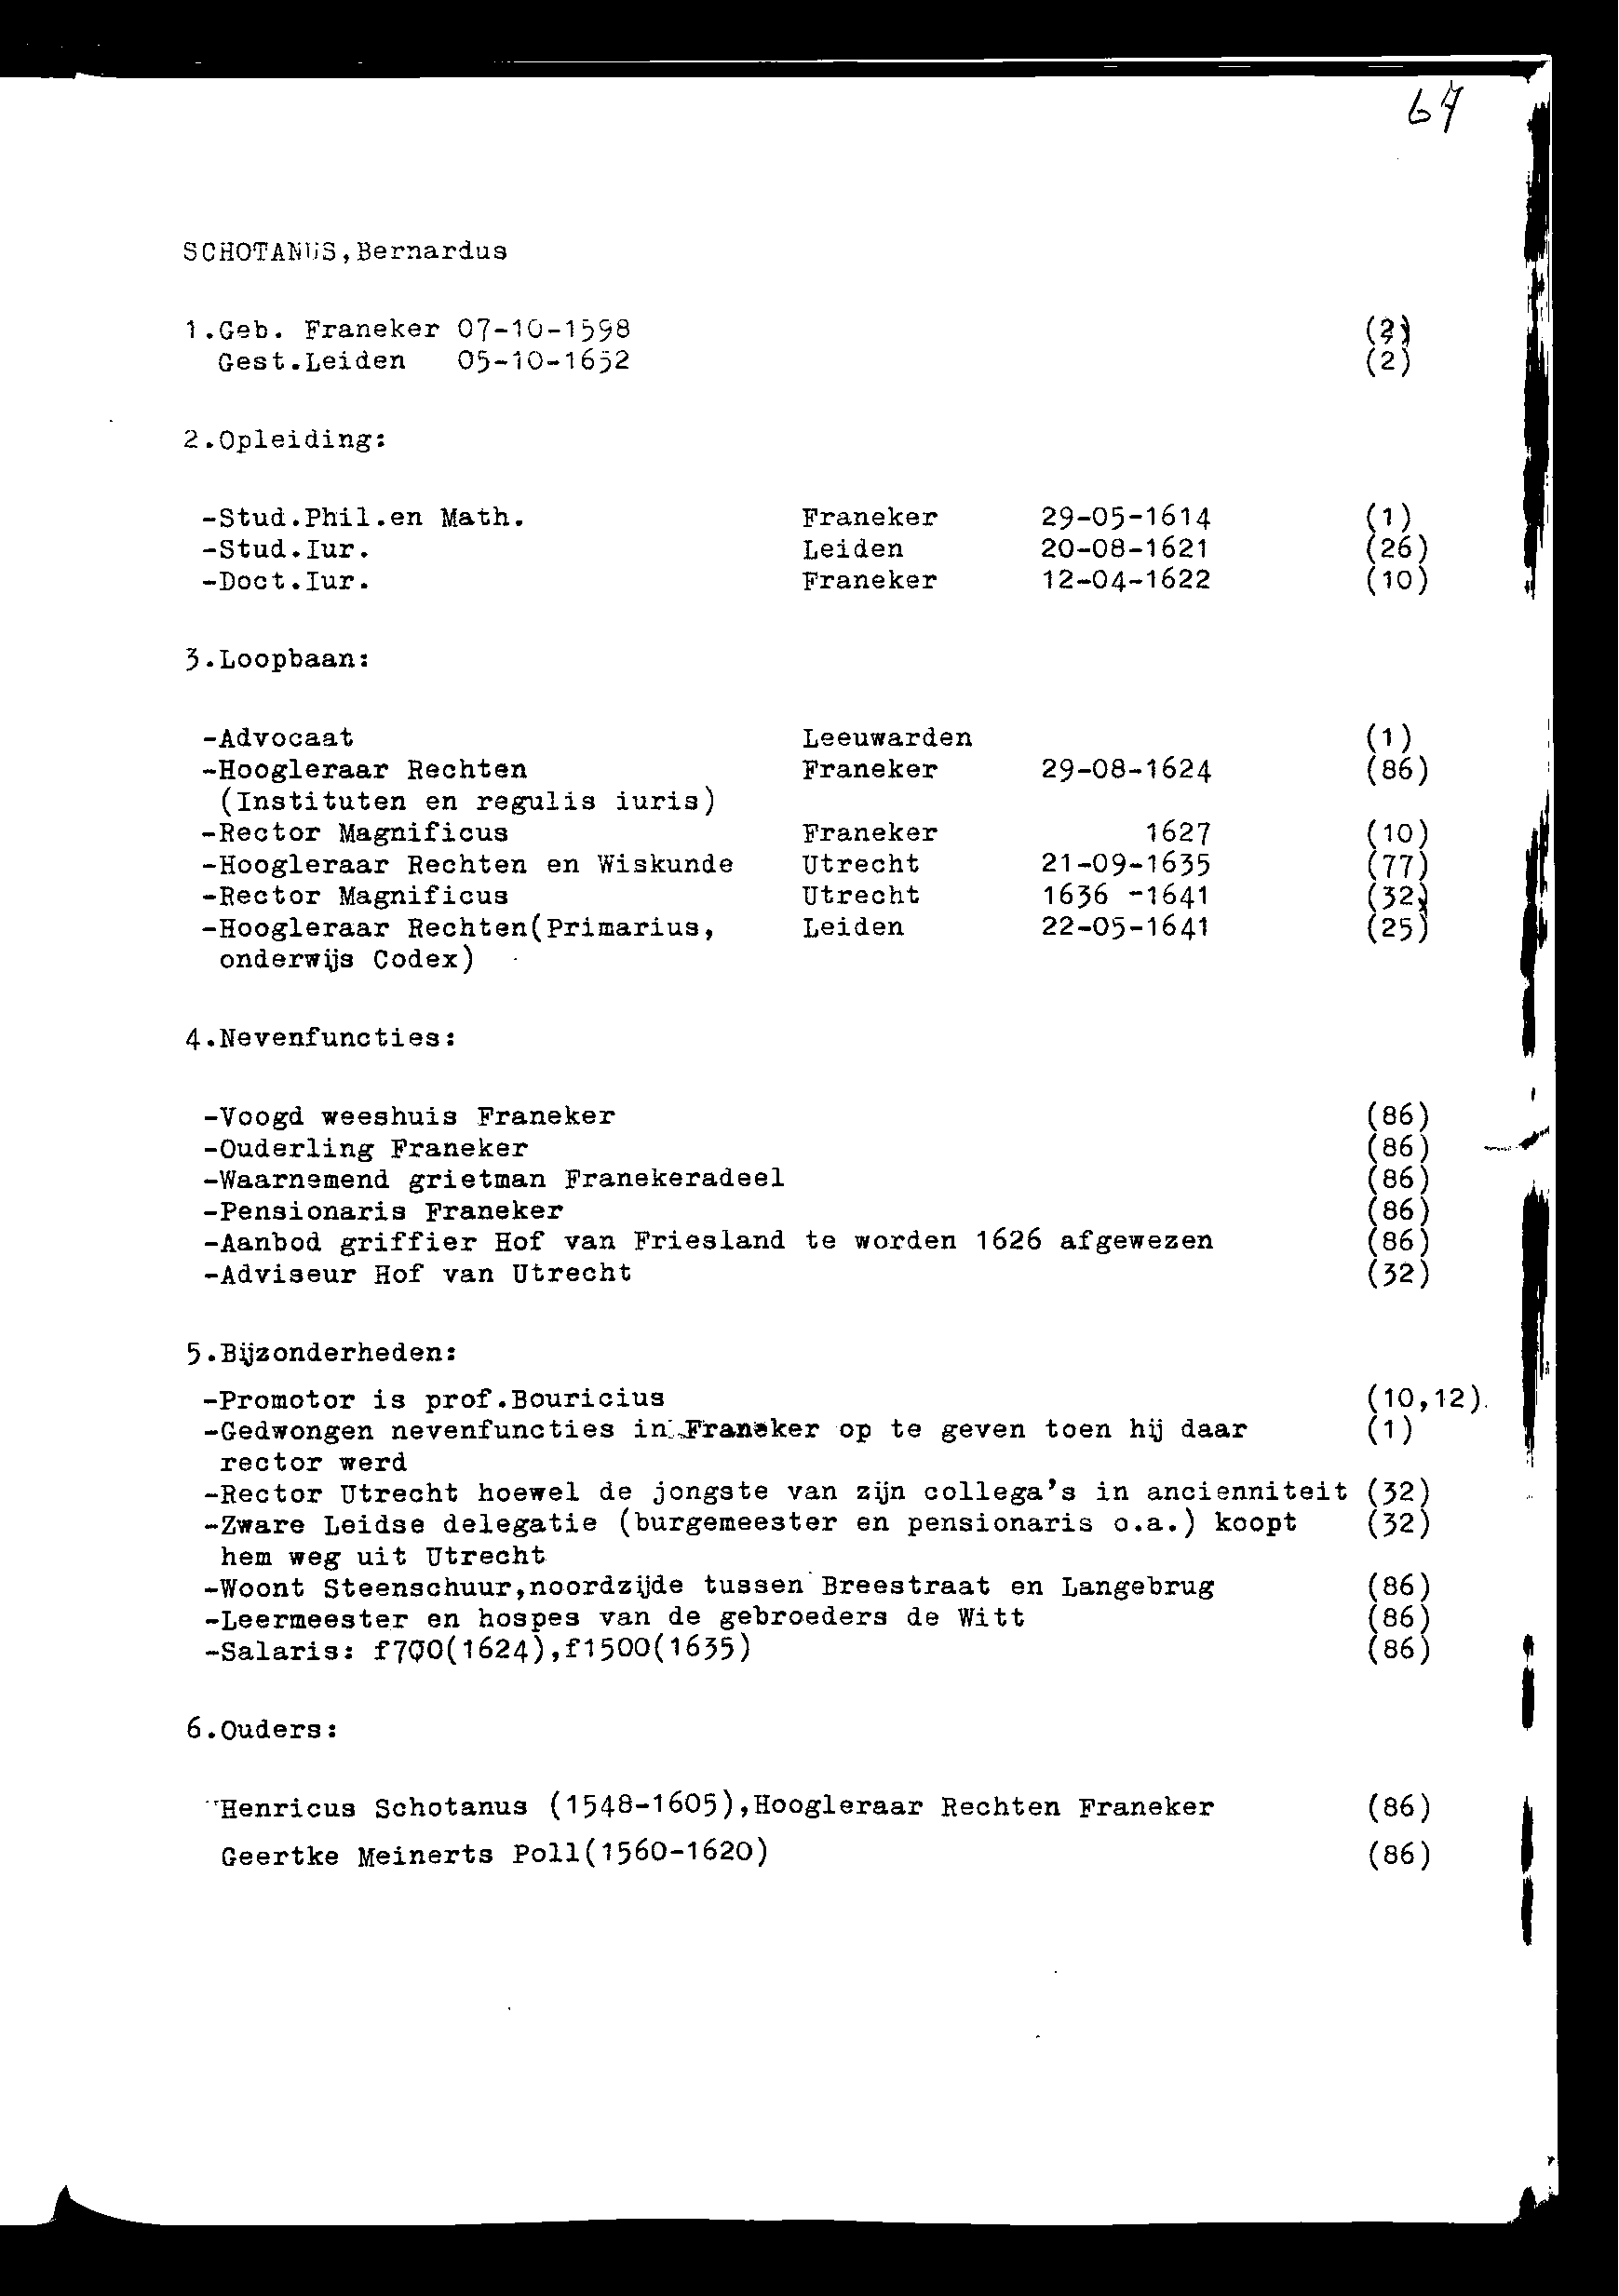 67
SCHOTANUS,Bernardus
1.Geb. Franeker 07-10-1598 (2)
Gest.Leiden 05-10-1652 (2)
2.Opleiding:
-Stud.Phil.en Math. Franeker 29-05-1614 (1)
-Stud.Iur. Leiden 20-08-1621 (26)
-Doct.Iur. Franeker 12-04-1622 (10)
3.Loopbaan:
-Advocaat Leeuwarden (1)
-Hoogleraar Rechten Franeker 29-08-1624 (86)
(Instituten en regulis iuris)
-Rector Magnificus Franeker 1627 (10)
-Hoogleraar Rechten en Wiskunde Utrecht 21-09-1635 (77)
-Rector Magnificus Utrecht 1636 -1641 (32)
-Hoogleraar Rechten(Primarius, Leiden 22-05-1641 (25)
onderwijs Codex)
4.Nevenfuncties:
-Voogd weeshuis Franeker (86)
-Ouderling Franeker (86)
-Waarnemend grietman Franekeradeel (86)
-Pensionaris Franeker (86)
-Aanbod griffier Hof van Friesland te worden 1626 afgewezen (86)
-Adviseur Hof van Utrecht (32)
5.Bijzonderheden:
-Promotor is prof.Bouricius (10,12).
-Gedwongen nevenfuncties in Franeker op te geven toen hij daar (1)
rector werd
-Rector Utrecht hoewel de jongste van zijn collega's in ancienniteit (32)
-Zware Leidse delegatie (burgemeester en pensionaris o.a.) koopt (32)
hem weg uit Utrecht
-Woont Steenschuur,noordzijde tussen Breestraat en Langebrug (86)
-Leermeester en hospes van de gebroeders de Witt (86)
-Salaris: f700(1624),f1500(1635) (86)
6.Ouders:
Henricus Schotanus (1548-1605),Hoogleraar Rechten Franeker (86)
Geertke Meinerts Poll(1560-1620) (86)